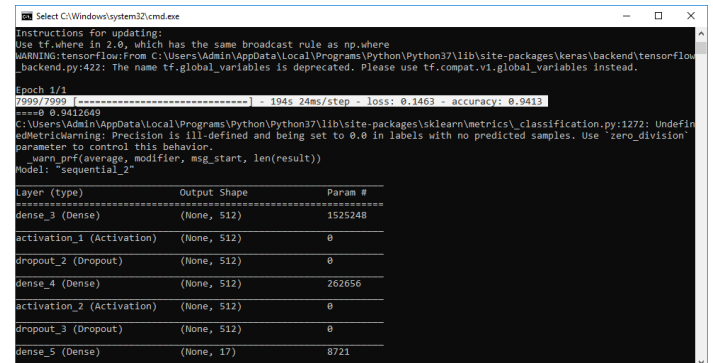 Select C:\Windows\system32\cmd.exe
Instructions for updating:
Use tf.where in 2.0, which has the same broadcast rule as np.where
WARNING:tensorflow:From C:\Users\Admin\AppData\Local\Programs\Python\Python37\lib\site-packages\keras\backend\tensorflow
_backend.py:422: The name tf.global_variables is deprecated. Please use tf.compat.v1.global_variables instead.
Epoch 1/1
7999/7999 [==============================] - 194s 24ms/step - loss: 0.1463 - accuracy: 0.9413
====0 0.9412649
C:\Users\Admin\AppData\Local\Programs\Python\Python37\lib\site-packages\sklearn\metrics\_classification.py:1272: Undefin
edMetricWarning: Precision is ill-defined and being set to 0.0 in labels with no predicted samples. Use `zero_division`
parameter to control this behavior.
_warn_prf(average, modifier, msg_start, len(result))
Model: "sequential_2"
_________________________________________________________________
Layer (type) Output Shape Param #
=================================================================
dense_3 (Dense) (None, 512) 1525248
_________________________________________________________________
activation_1 (Activation) (None, 512) 0
_________________________________________________________________
dropout_2 (Dropout) (None, 512) 0
_________________________________________________________________
dense_4 (Dense) (None, 512) 262656
_________________________________________________________________
activation_2 (Activation) (None, 512) 0
_________________________________________________________________
dropout_3 (Dropout) (None, 512) 0
_________________________________________________________________
dense_5 (Dense) (None, 17) 8721